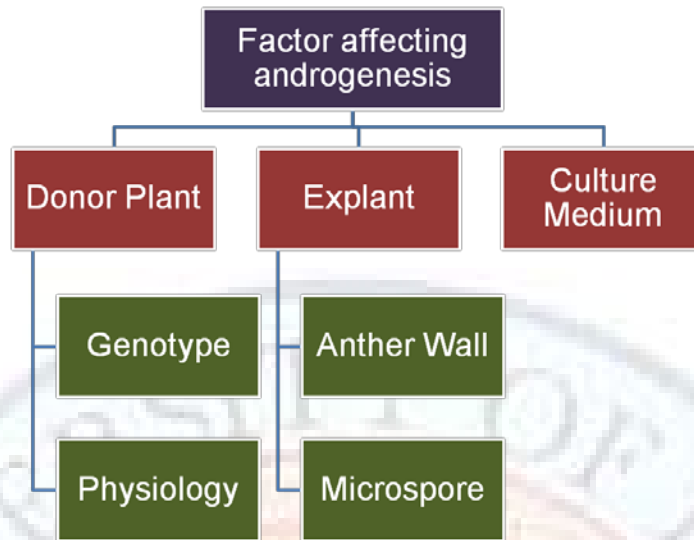 Factor affecting
androgenesis
Donor Plant
Explant
Culture
Medium
Genotype
Anther Wall
Physiology
Microspore